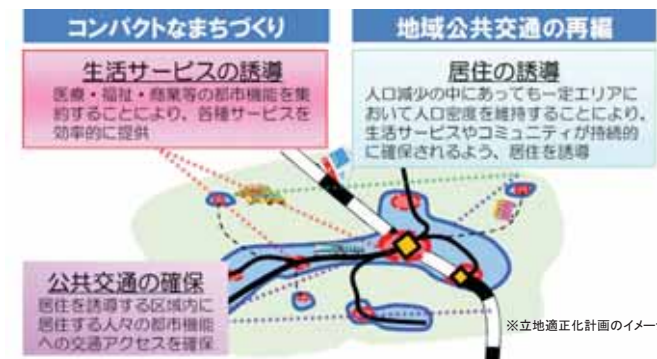 コンパクトなまちづくり
地域公共交通の再編
生活サービスの誘導
医療・福祉・商業等の都市機能を集
約することにより、各種サービスを
効率的に提供
居住の誘導
人口減少の中にあっても一定エリアに
おいて人口密度を維持することにより、
生活サービスやコミュニティが持続的
に確保されるよう、居住を誘導
公共交通の確保
居住を誘導する区域内に
居住する人々の都市機能
への交通アクセスを確保
※立地適正化計画のイメー